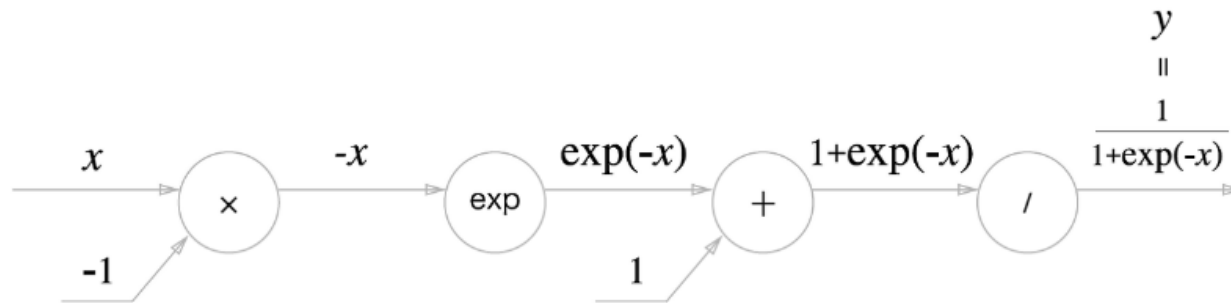 y
=
1
x
-x
exp(-x)
1+exp(-x)
1+exp(-x)
×
exp
+
/
-1
1